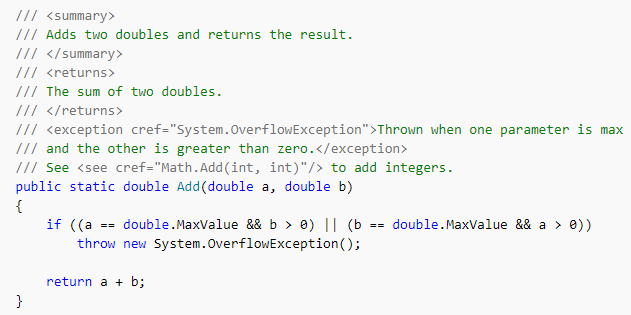 /// <summary>
/// Adds two doubles and returns the result.
/// </summary>
/// <returns>
/// The sum of two doubles.
/// </returns>
/// <exception cref="System.OverflowException">Thrown when one parameter is max
/// and the other is greater than zero.</exception>
/// See <see cref="Math.Add(int, int)"/> to add integers.
public static double Add(double a, double b)
{
    if ((a == double.MaxValue && b > 0) || (b == double.MaxValue && a > 0))
        throw new System.OverflowException();

    return a + b;
}